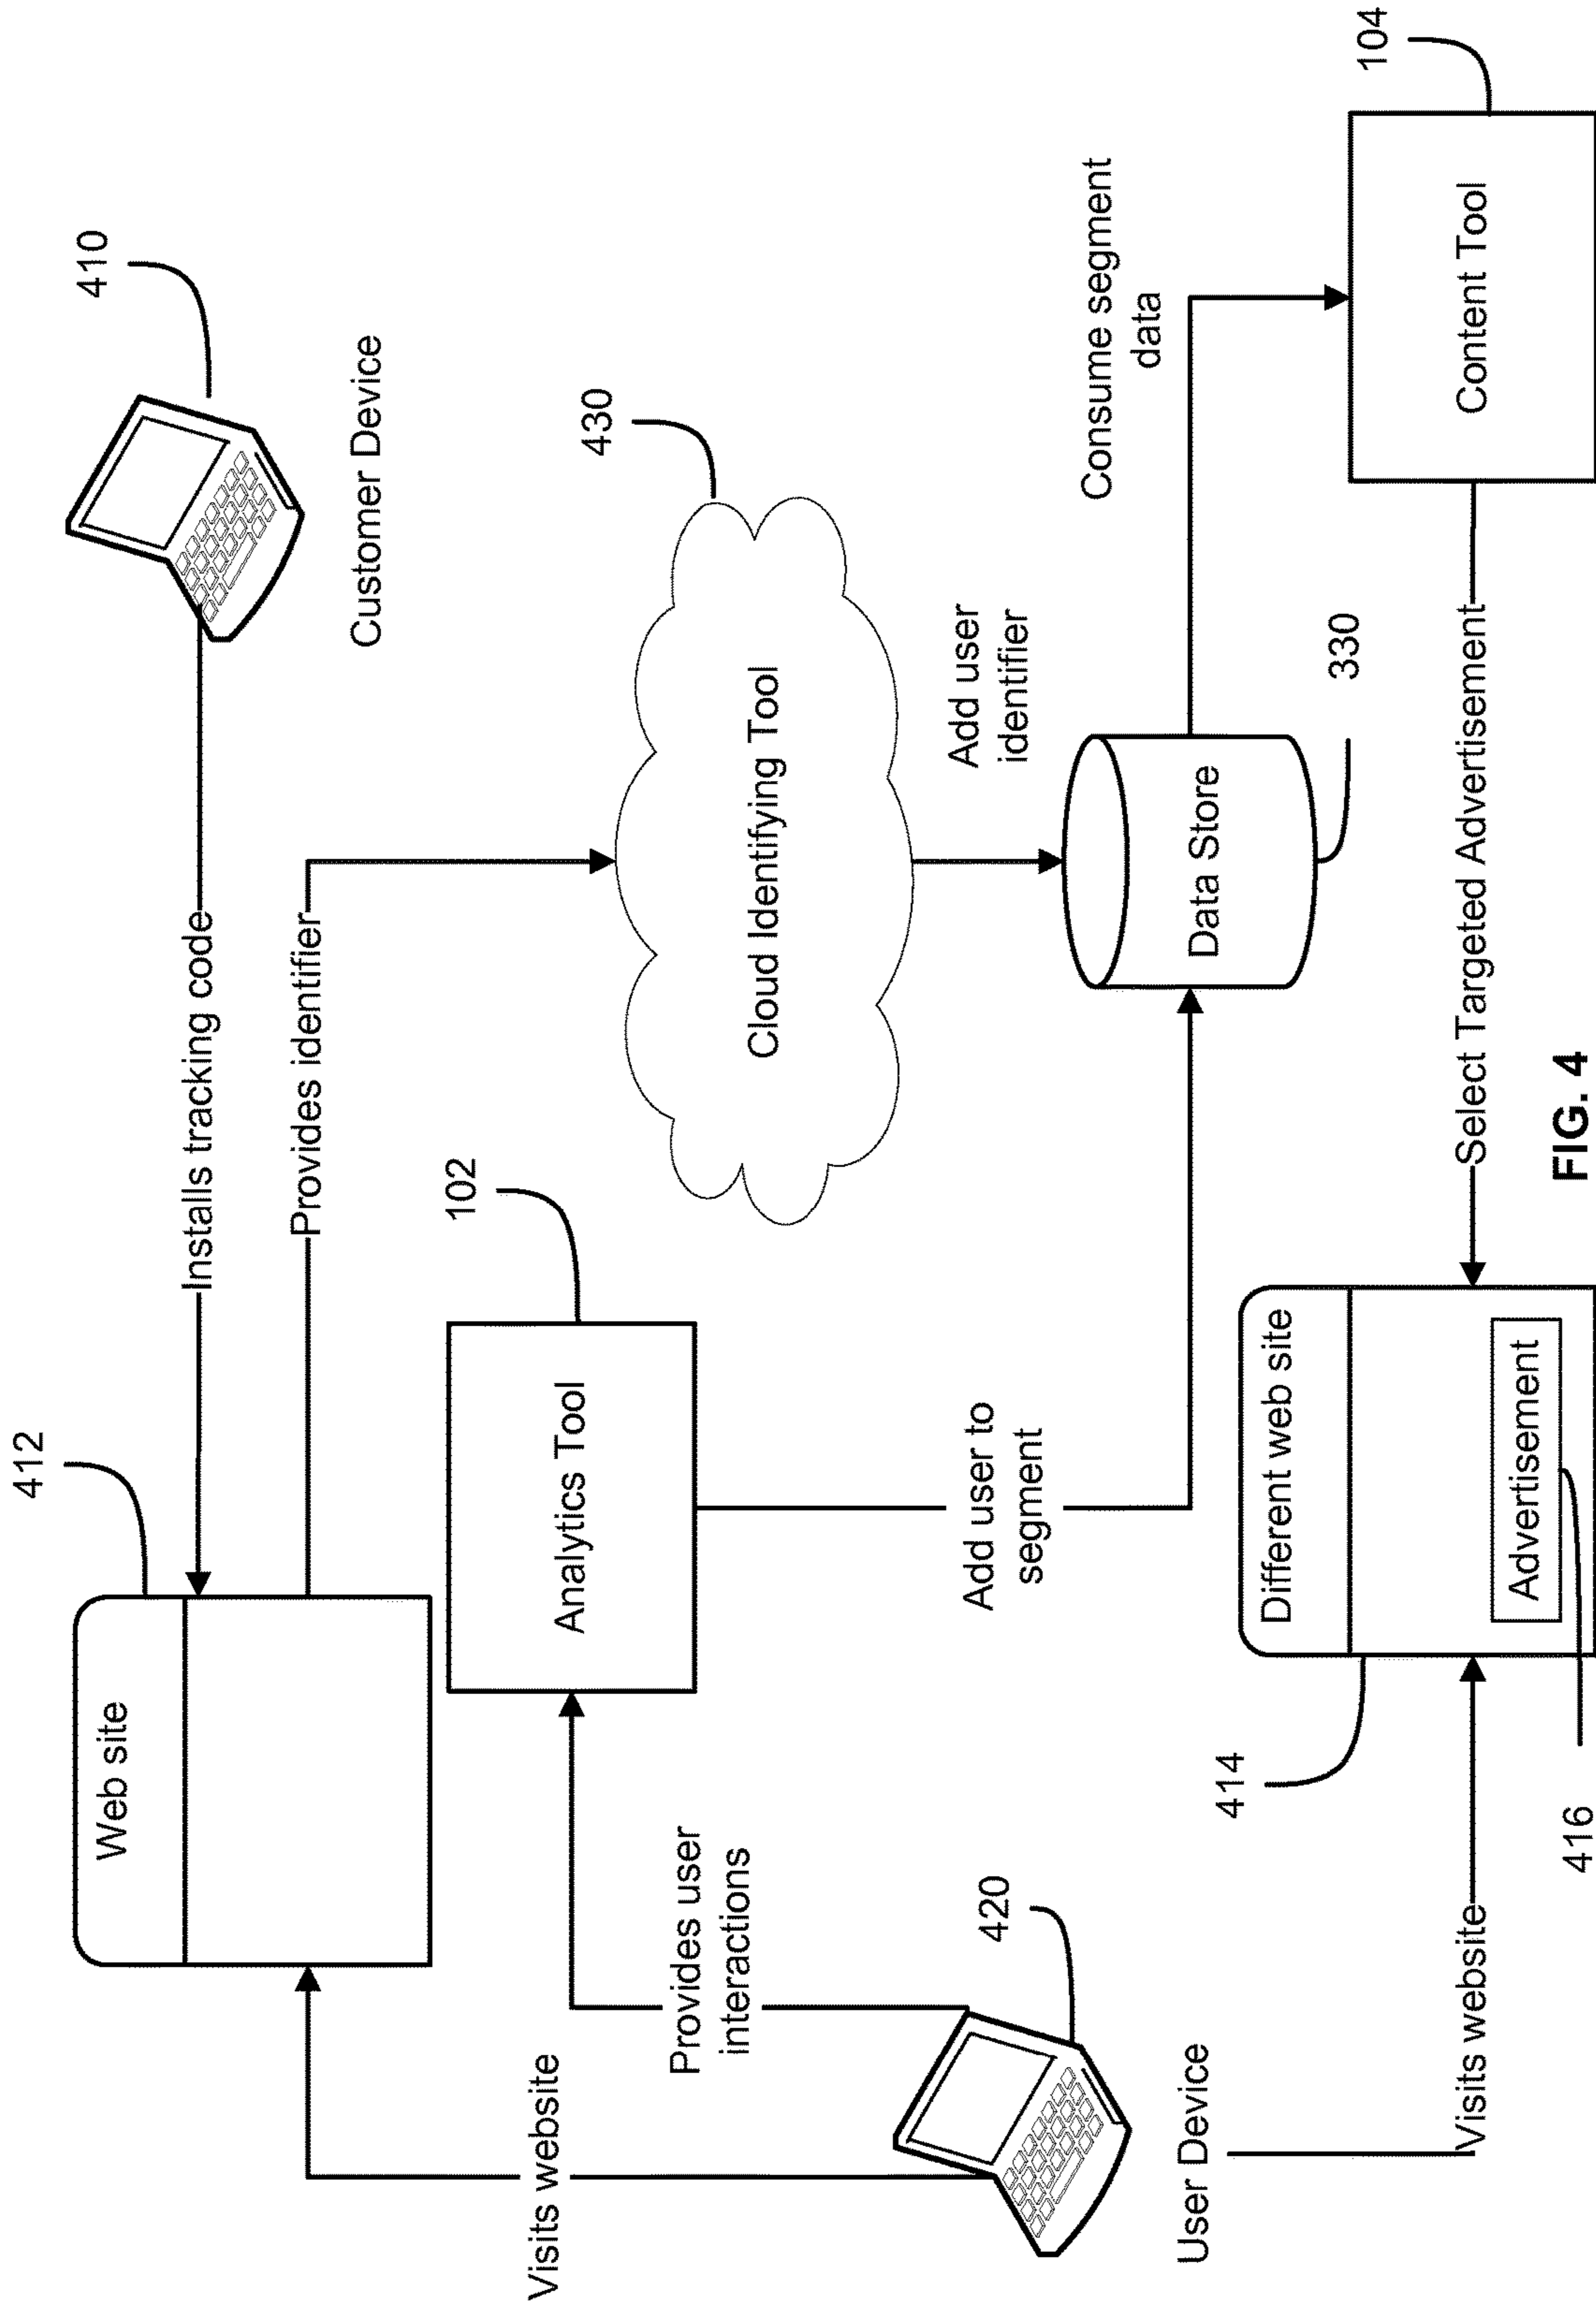 412
Web site
Installs tracking code
410
Customer Device
Provides identifier
Visits website
Provides user
interactions
102
Analytics Tool
430
Cloud Identifying Tool
420
User Device
Add user to
segment
Add user
identifier
Data Store
330
Consume segment
data
104
Content Tool
414
Different web site
Advertisement
416
Visits website
Select Targeted Advertisement
FIG. 4